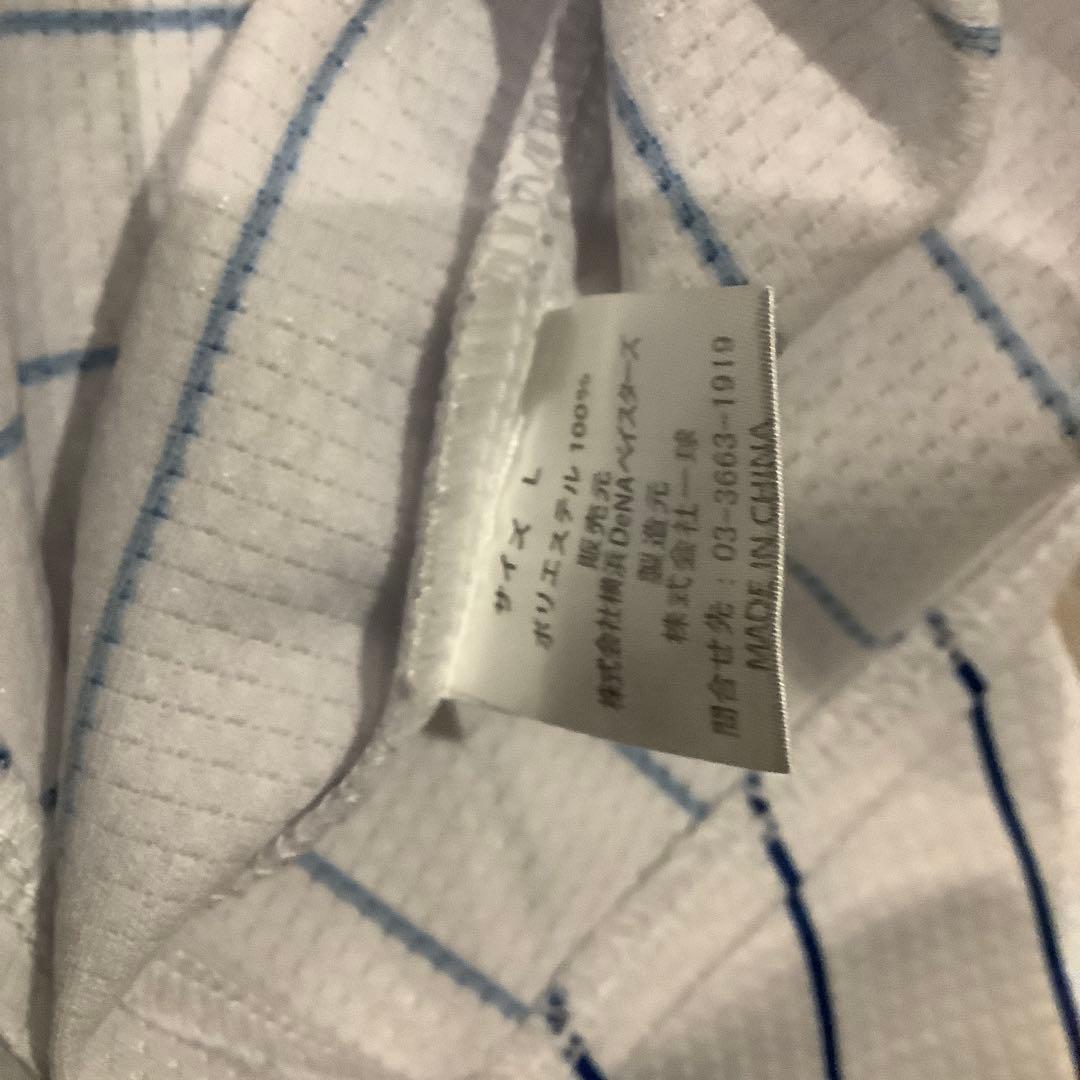 サイズ L
ポリエステル 100%
販売元
株式会社横浜DeNAベイスターズ
製造元
株式会社一球
問合せ先：03-3663-1919
MADE IN CHINA